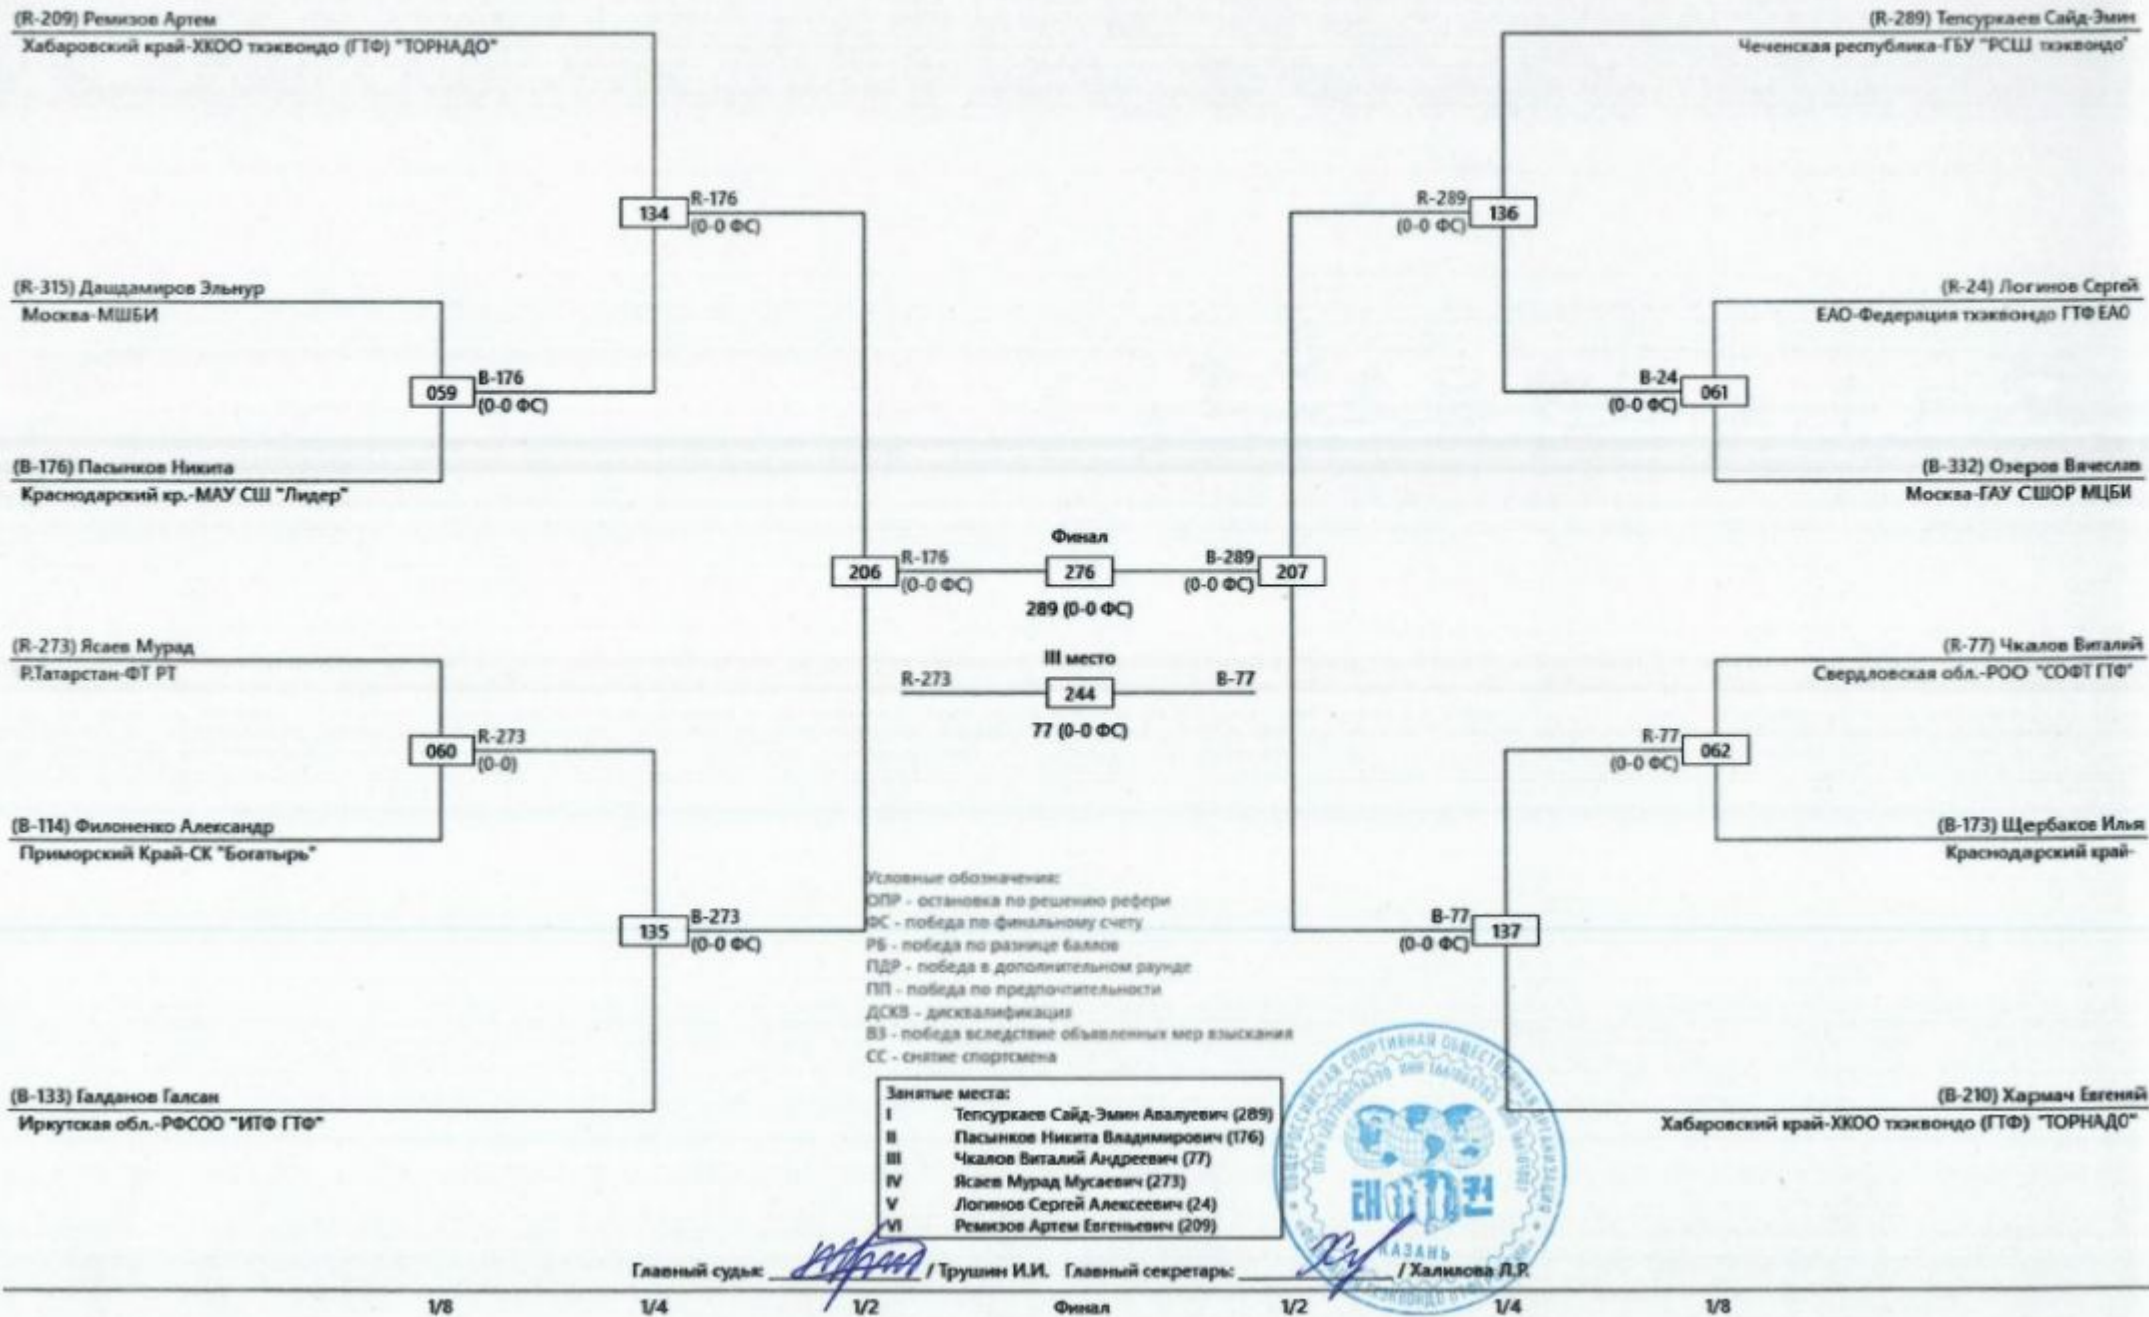 (R-209) Ремизов Артем
Хабаровский край-ХКОО тхэквондо (ГТФ) "ТОРНАДО"
(R-289) Тепсуркаев Сайд-Эмин
Чеченская республика-ГБУ "РСШ тхэквондо"
134
R-176
(0-0 ФС)
R-289
(0-0 ФС)
136
(R-315) Дашдамиров Эльнур
Москва-МШБИ
(R-24) Логинов Сергей
ЕАО-Федерация тхэквондо ГТФ ЕАО
059
B-176
(0-0 ФС)
B-24
(0-0 ФС)
061
(B-176) Пасынков Никита
Краснодарский кр.-МАУ СШ "Лидер"
(B-332) Озеров Вячеслав
Москва-ГАУ СШОР МЦБИ
206
R-176
(0-0 ФС)
Финал
276
289 (0-0 ФС)
B-289
(0-0 ФС)
207
(R-273) Ясаев Мурад
Р.Татарстан-ФТ РТ
III место
R-273
244
B-77
77 (0-0 ФС)
(R-77) Чкалов Виталий
Свердловская обл.-РОО "СОФТ ГТФ"
060
R-273
(0-0)
R-77
(0-0 ФС)
062
(B-114) Филоненко Александр
Приморский Край-СК "Богатырь"
(B-173) Щербаков Илья
Краснодарский край-
135
B-273
(0-0 ФС)
B-77
(0-0 ФС)
137
Условные обозначения:
ОПР - остановка по решению рефери
ФС - победа по финальному счету
РБ - победа по разнице баллов
ПДР - победа в дополнительном раунде
ПП - победа по предпочтительности
ДСКВ - дисквалификация
ВЗ - победа вследствие объявленных мер взыскания
СС - снятие спортсмена
(B-133) Галданов Галсан
Иркутская обл.-РФСОО "ИТФ ГТФ"
(B-210) Хармач Евгений
Хабаровский край-ХКОО тхэквондо (ГТФ) "ТОРНАДО"
Занятые места:
I Тепсуркаев Сайд-Эмин Авалуевич (289)
II Пасынков Никита Владимирович (176)
III Чкалов Виталий Андреевич (77)
IV Ясаев Мурад Мусаевич (273)
V Логинов Сергей Алексеевич (24)
VI Ремизов Артем Евгеньевич (209)
ОБЩЕРОССИЙСКАЯ СПОРТИВНАЯ ОБЩЕСТВЕННАЯ ОРГАНИЗАЦИЯ
КАЗАНЬ
Главный судья: / Трушин И.И. Главный секретарь: / Халилова Л.Р.
1/8 1/4 1/2 Финал 1/2 1/4 1/8